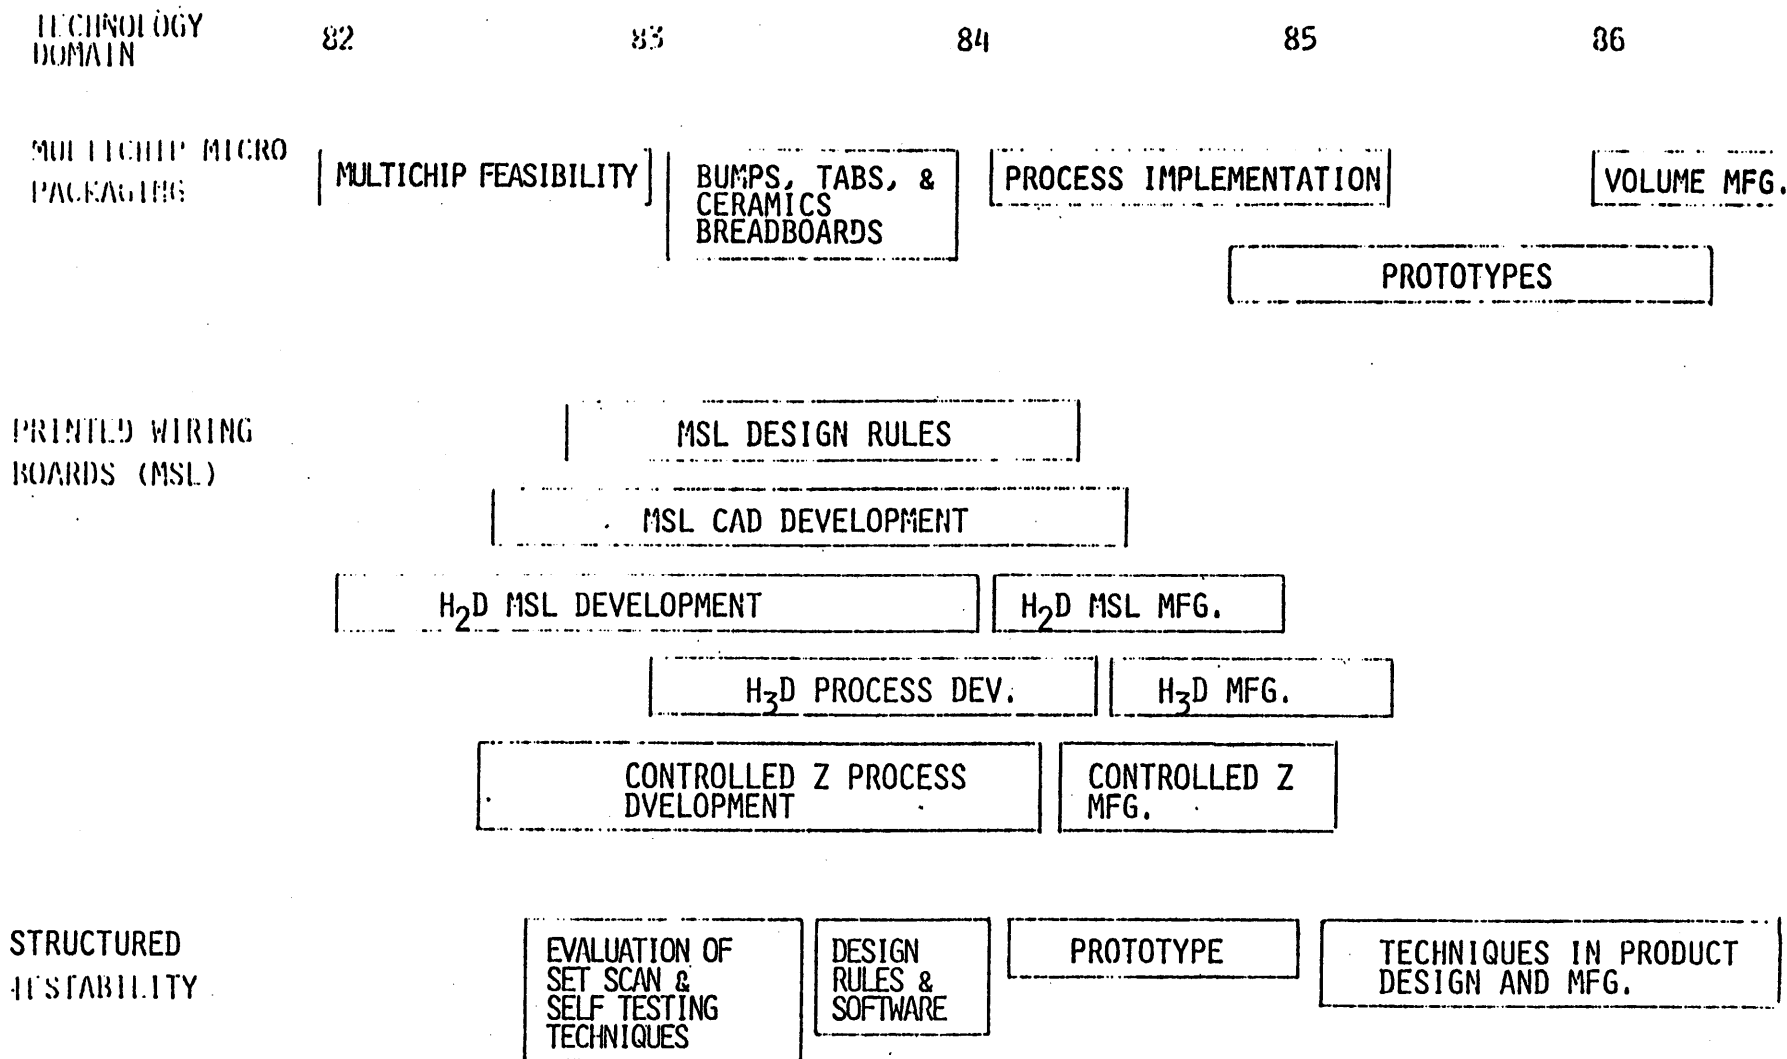 TECHNOLOGY
DOMAIN
82 83 84 85 86
MULTICHIP MICRO
PACKAGING
MULTICHIP FEASIBILITY
BUMPS, TABS, &
CERAMICS
BREADBOARDS
PROCESS IMPLEMENTATION
VOLUME MFG.
PROTOTYPES
PRINTED WIRING
BOARDS (MSL)
MSL DESIGN RULES
MSL CAD DEVELOPMENT
H2D MSL DEVELOPMENT
H2D MSL MFG.
H3D PROCESS DEV.
H3D MFG.
CONTROLLED Z PROCESS
DVELOPMENT
CONTROLLED Z
MFG.
STRUCTURED
TESTABILITY
EVALUATION OF
SET SCAN &
SELF TESTING
TECHNIQUES
DESIGN
RULES &
SOFTWARE
PROTOTYPE
TECHNIQUES IN PRODUCT
DESIGN AND MFG.